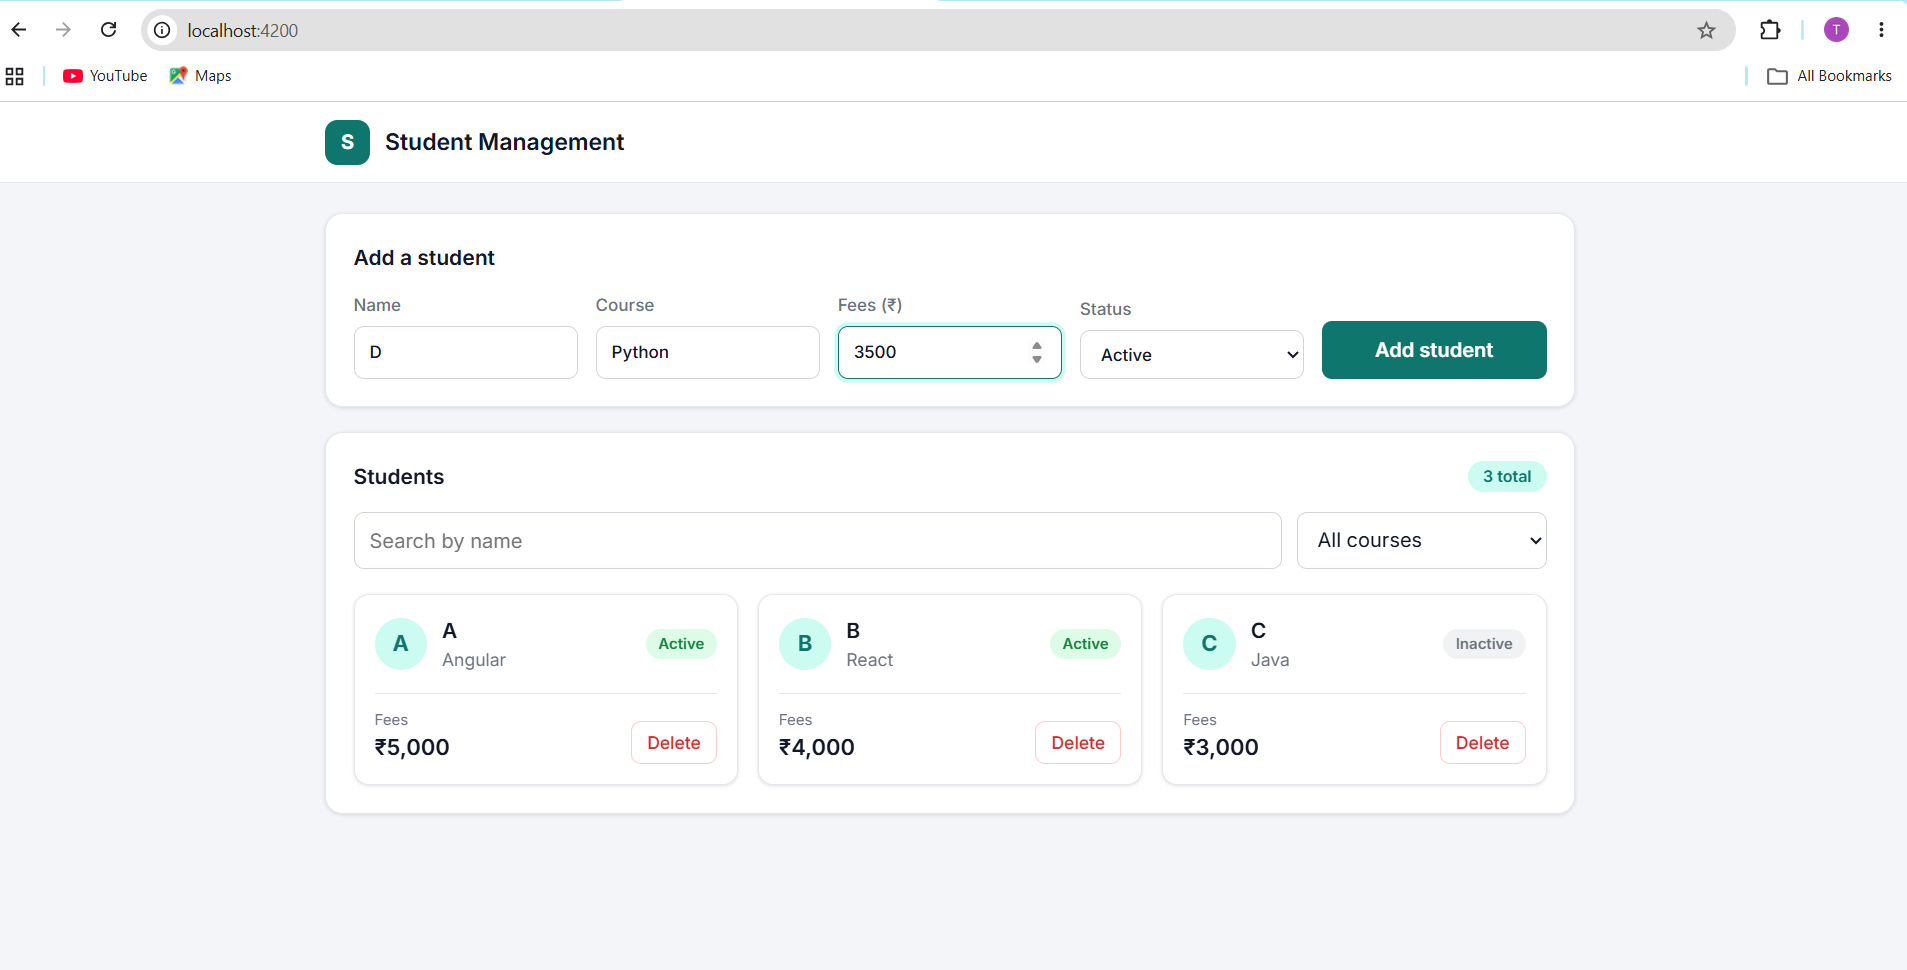 localhost:4200
T
YouTube
Maps
All Bookmarks
S
Student Management
Add a student
Name
Course
Fees (₹)
Status
D
Python
3500
Active
Add student
Students
3 total
Search by name
All courses
A
A
Angular
Active
Fees
₹5,000
Delete
B
B
React
Active
Fees
₹4,000
Delete
C
C
Java
Inactive
Fees
₹3,000
Delete